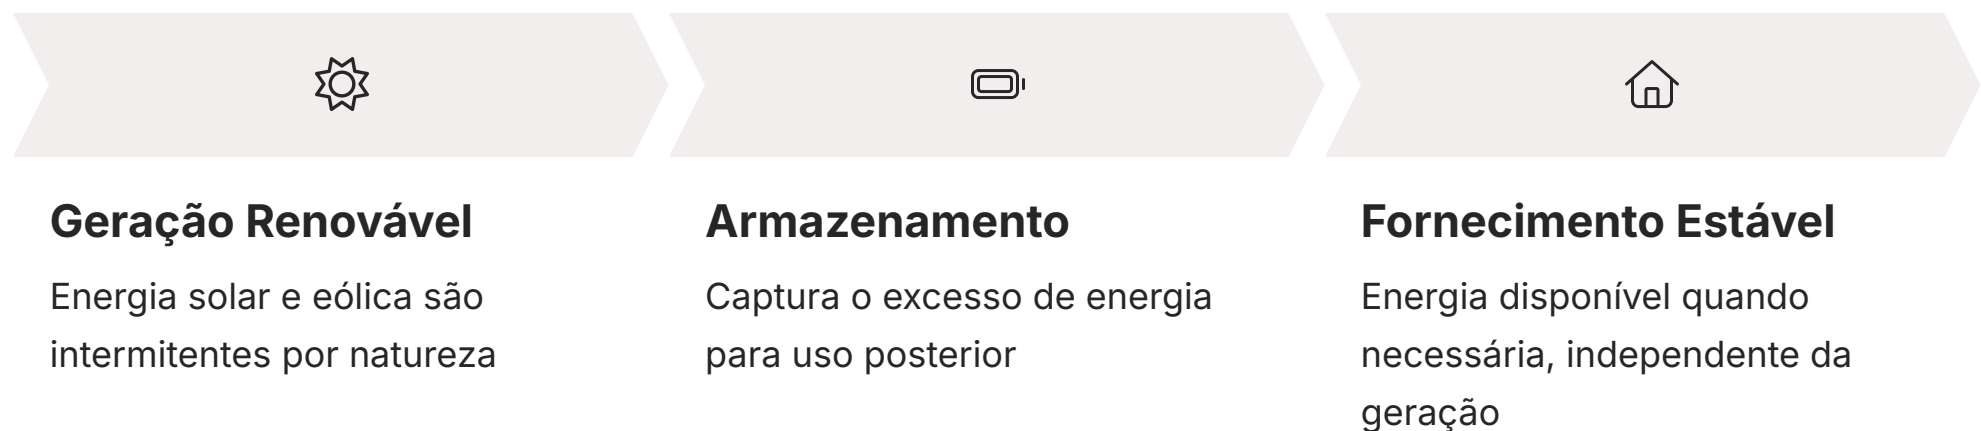 Geração Renovável
Energia solar e eólica são
intermitentes por natureza
Armazenamento
Captura o excesso de energia
para uso posterior
Fornecimento Estável
Energia disponível quando
necessária, independente da
geração